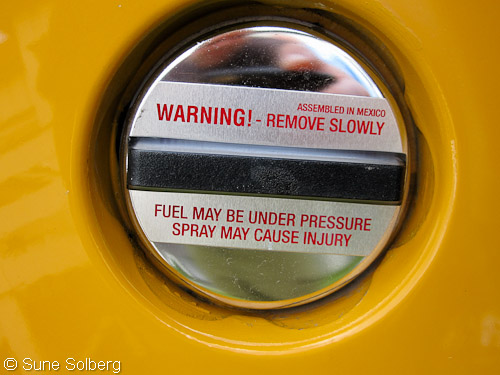 ASSEMBLED IN MEXICO
WARNING! - REMOVE SLOWLY
FUEL MAY BE UNDER PRESSURE
SPRAY MAY CAUSE INJURY
© Sune Solberg